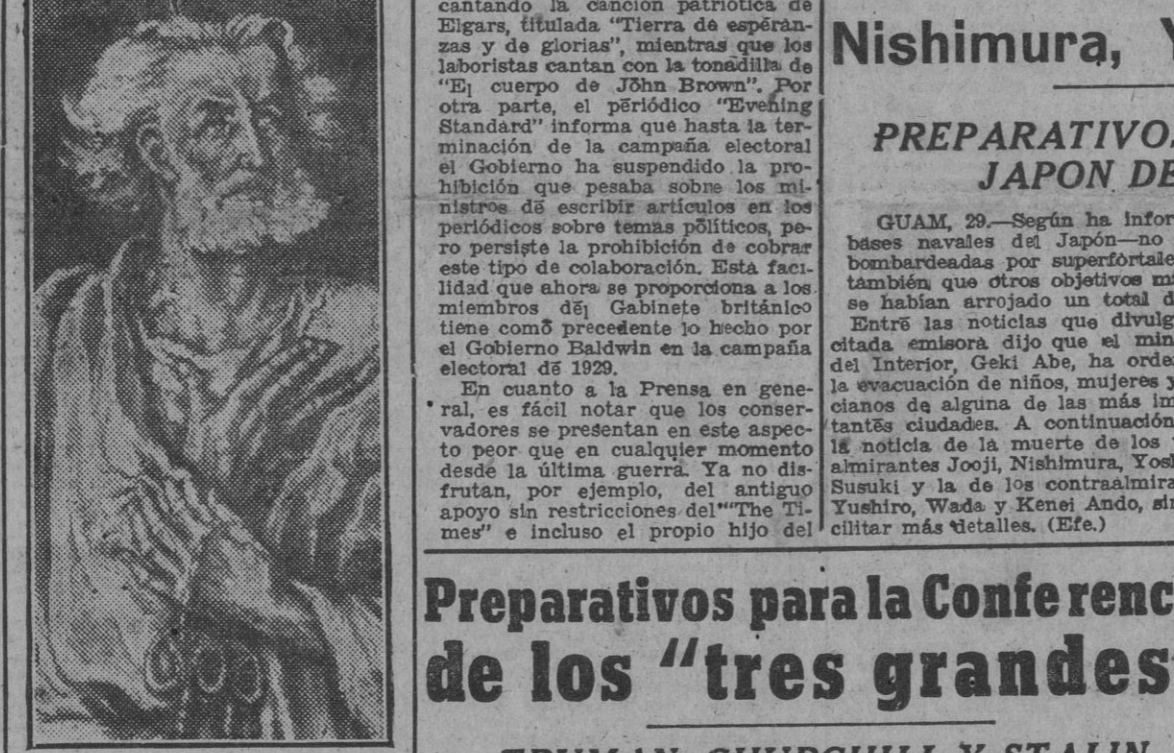 cantando la canción patriótica de
Elgars, titulada "Tierra de espéran-
zas y de glorias", mientras que los
laboristas cantan con la tonadilla de
"El cuerpo de John Brown". Por
otra parte, el périódico "Evening
Standard" informa que hasta la ter-
minación de la campaña electoral
el Gobierno ha suspendido la pro-
hibición que pesaba sobre los mi-
nistros dē escribir artículos en los
periódicos sobre temas políticos, pe-
ro persiste la prohibición de cobrar
este tipo de colaboración. Esta faci-
lidad que ahora se proporciona a los
miembros dēl Gabinete británico
tiene como precedente lo hecho por
el Gobierno Baldwin en la campaña
electoral dē 1929.
En cuanto a la Prensa en gene-
ral, es fácil notar que los conser-
vadores se presentan en este aspec-
to peor que en cualquier momento
desde la última guerra. Ya no dis-
frutan, por ejemplo, del antiguo
apoyo sin restricciones del "The Ti-
mes" e incluso el propio hijo del
Nishimura, Y
PREPARATIVOS
JAPON DE
GUAM, 29.—Según ha infor
bases navales del Japón—no
bombardeadas por superfortale
también que otros objetivos m
se habían arrojado un total d
Entrē las noticias que divulg
citada emisora dijo que el min
del Interior, Geki Abe, ha orde
la evacuación de niños, mujeres y
cianos de alguna de las más im
tantēs ciudades. A continuación
la noticia de la muerte de los
almirantes Jooji, Nishimura, Yosh
Susuki y la de los contraalmira
Yushiro, Wada y Kenei Ando, sin
cilitar más detalles. (Efe.)
Preparativos para la Conferenc
de los "tres grandes"
TRUMAN, CHURCHILL Y STALIN